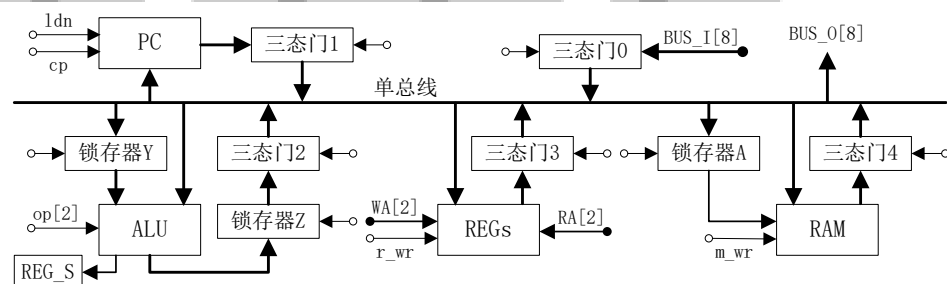 ldn
cp
PC
三态门1
三态门0
BUS_I[8]
BUS_O[8]
单总线
锁存器Y
三态门2
三态门3
锁存器A
三态门4
op[2]
ALU
锁存器Z
WA[2]
r_wr
REGs
RA[2]
m_wr
RAM
REG_S